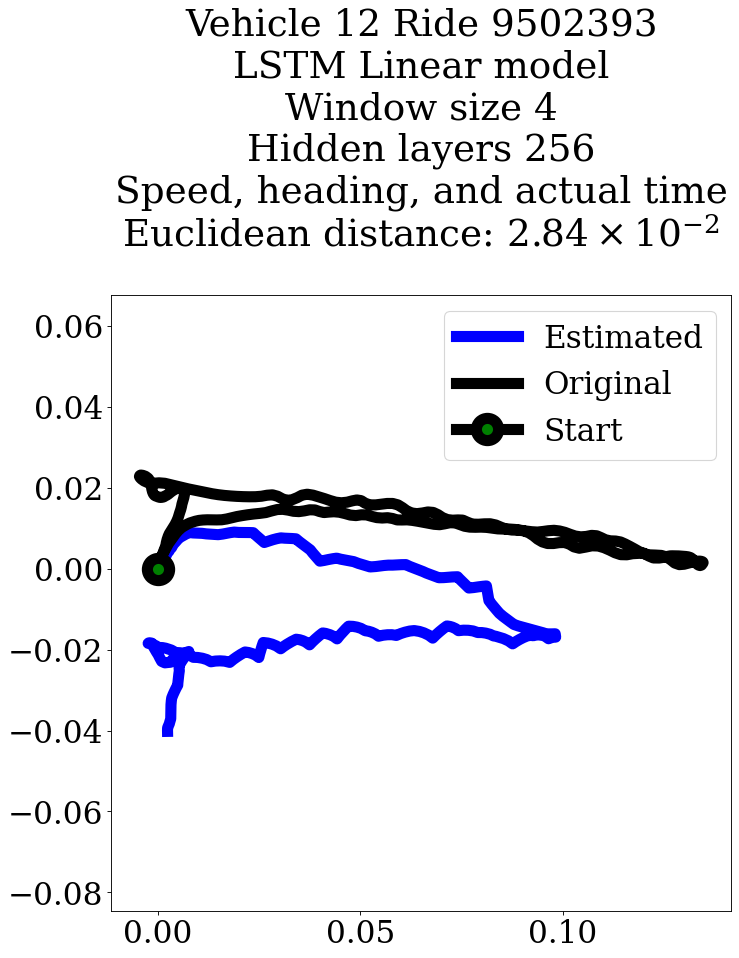 Vehicle 12 Ride 9502393
LSTM Linear model
Window size 4
Hidden layers 256
Speed, heading, and actual time
Euclidean distance: 2.84 × 10⁻²
Estimated
Original
Start
0.06
0.04
0.02
0.00
−0.02
−0.04
−0.06
−0.08
0.00 0.05 0.10